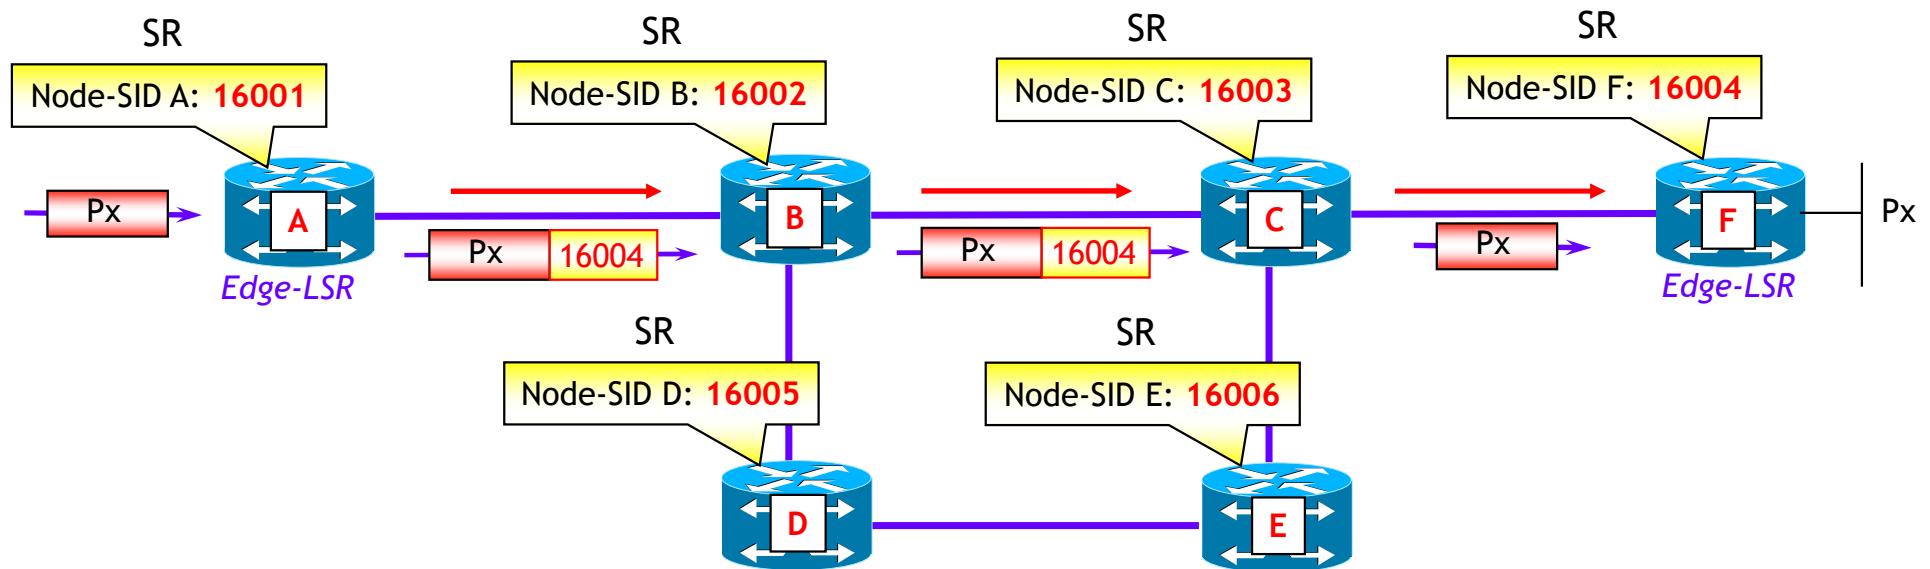 SR
SR
SR
SR
Node-SID A: 16001
Node-SID B: 16002
Node-SID C: 16003
Node-SID F: 16004
Px
A
B
C
F
Px
Px 16004
Px 16004
Px
Edge-LSR
Edge-LSR
SR
SR
Node-SID D: 16005
Node-SID E: 16006
D
E